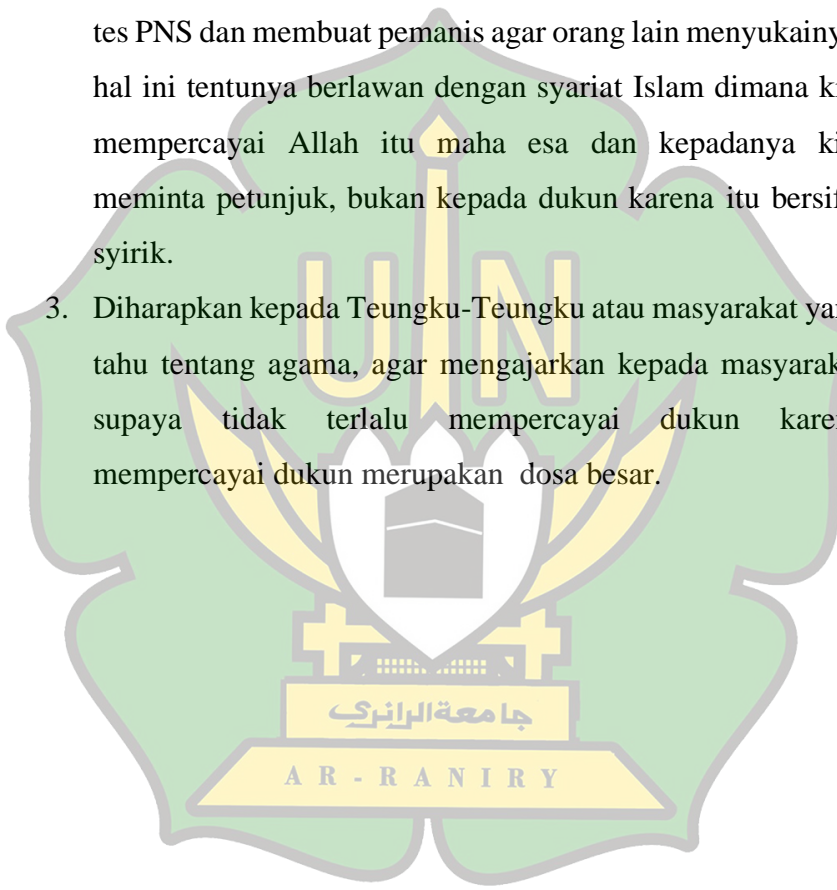 tes PNS dan membuat pemanis agar orang lain menyukainy
hal ini tentunya berlawan dengan syariat Islam dimana ki
mempercayai Allah itu maha esa dan kepadanya ki
meminta petunjuk, bukan kepada dukun karena itu bersif
syirik.
3. Diharapkan kepada Teungku-Teungku atau masyarakat yan
tahu tentang agama, agar mengajarkan kepada masyarak
supaya tidak terlalu mempercayai dukun karen
mempercayai dukun merupakan dosa besar.
UIN
جامعة الرانري
AR-RANIRY